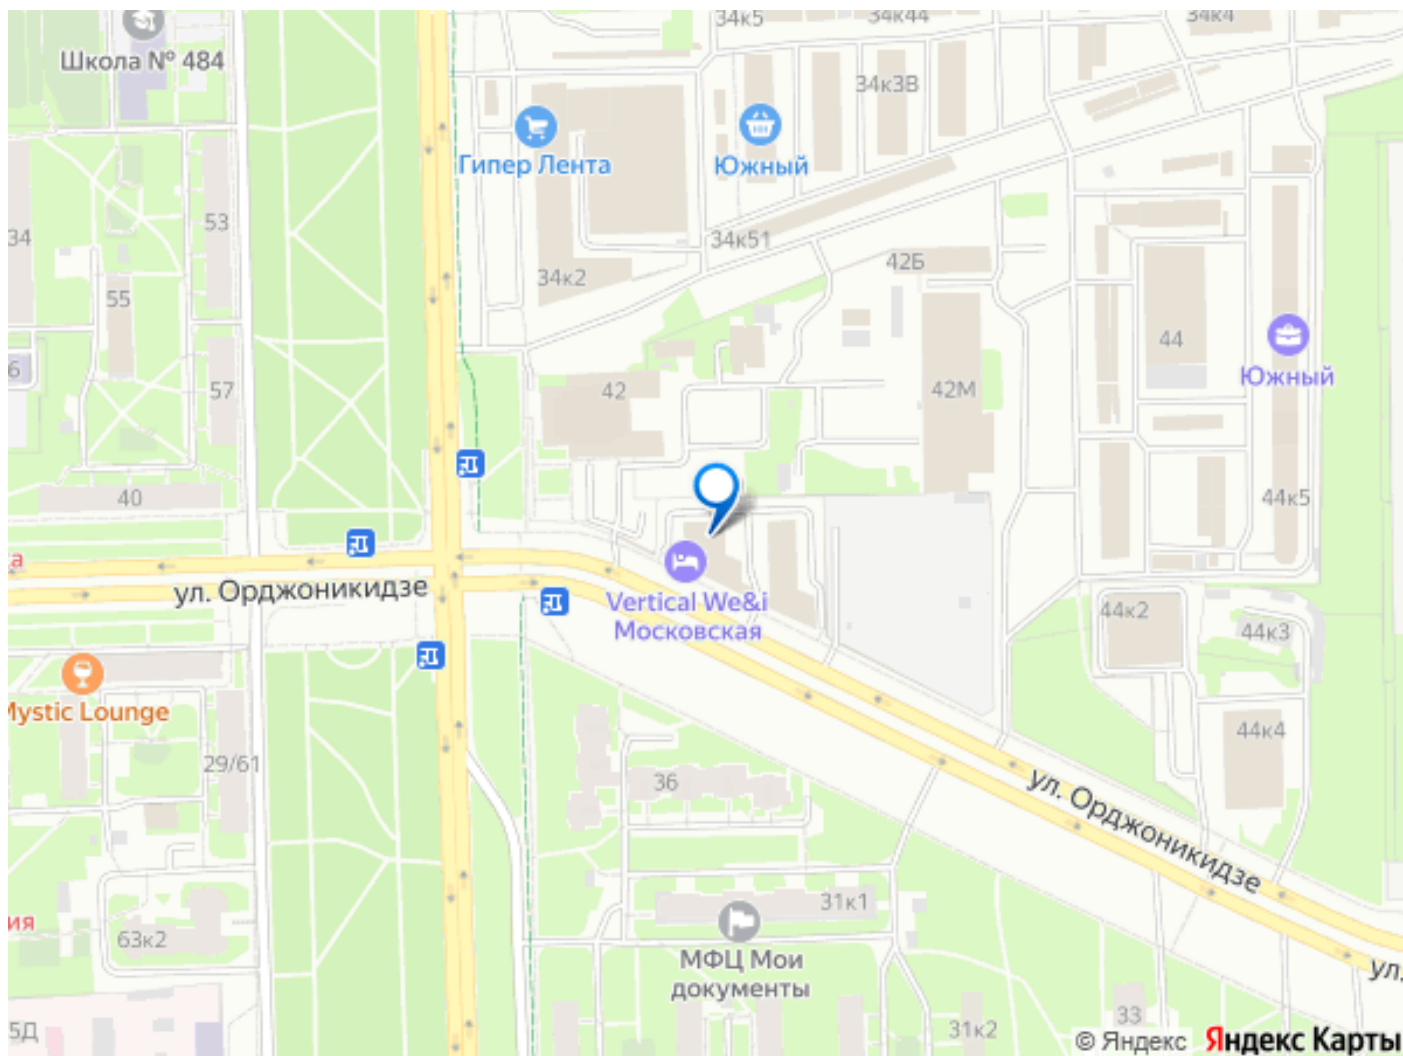 34к5
34к44
34к4
Школа № 484
34к3В
Гипер Лента
Южный
53
34
34к51
42Б
34к2
55
44
6
57
42
42М
Южный
40
44к5
а
ул. Орджоникидзе
Vertical We&i
Московская
44к2
44к3
Mystic Lounge
44к4
29/61
36
ул. Орджоникидзе
31к1
ия
63к2
МФЦ Мои
документы
ул.
5Д
31к2
33
© Яндекс
Яндекс Карты